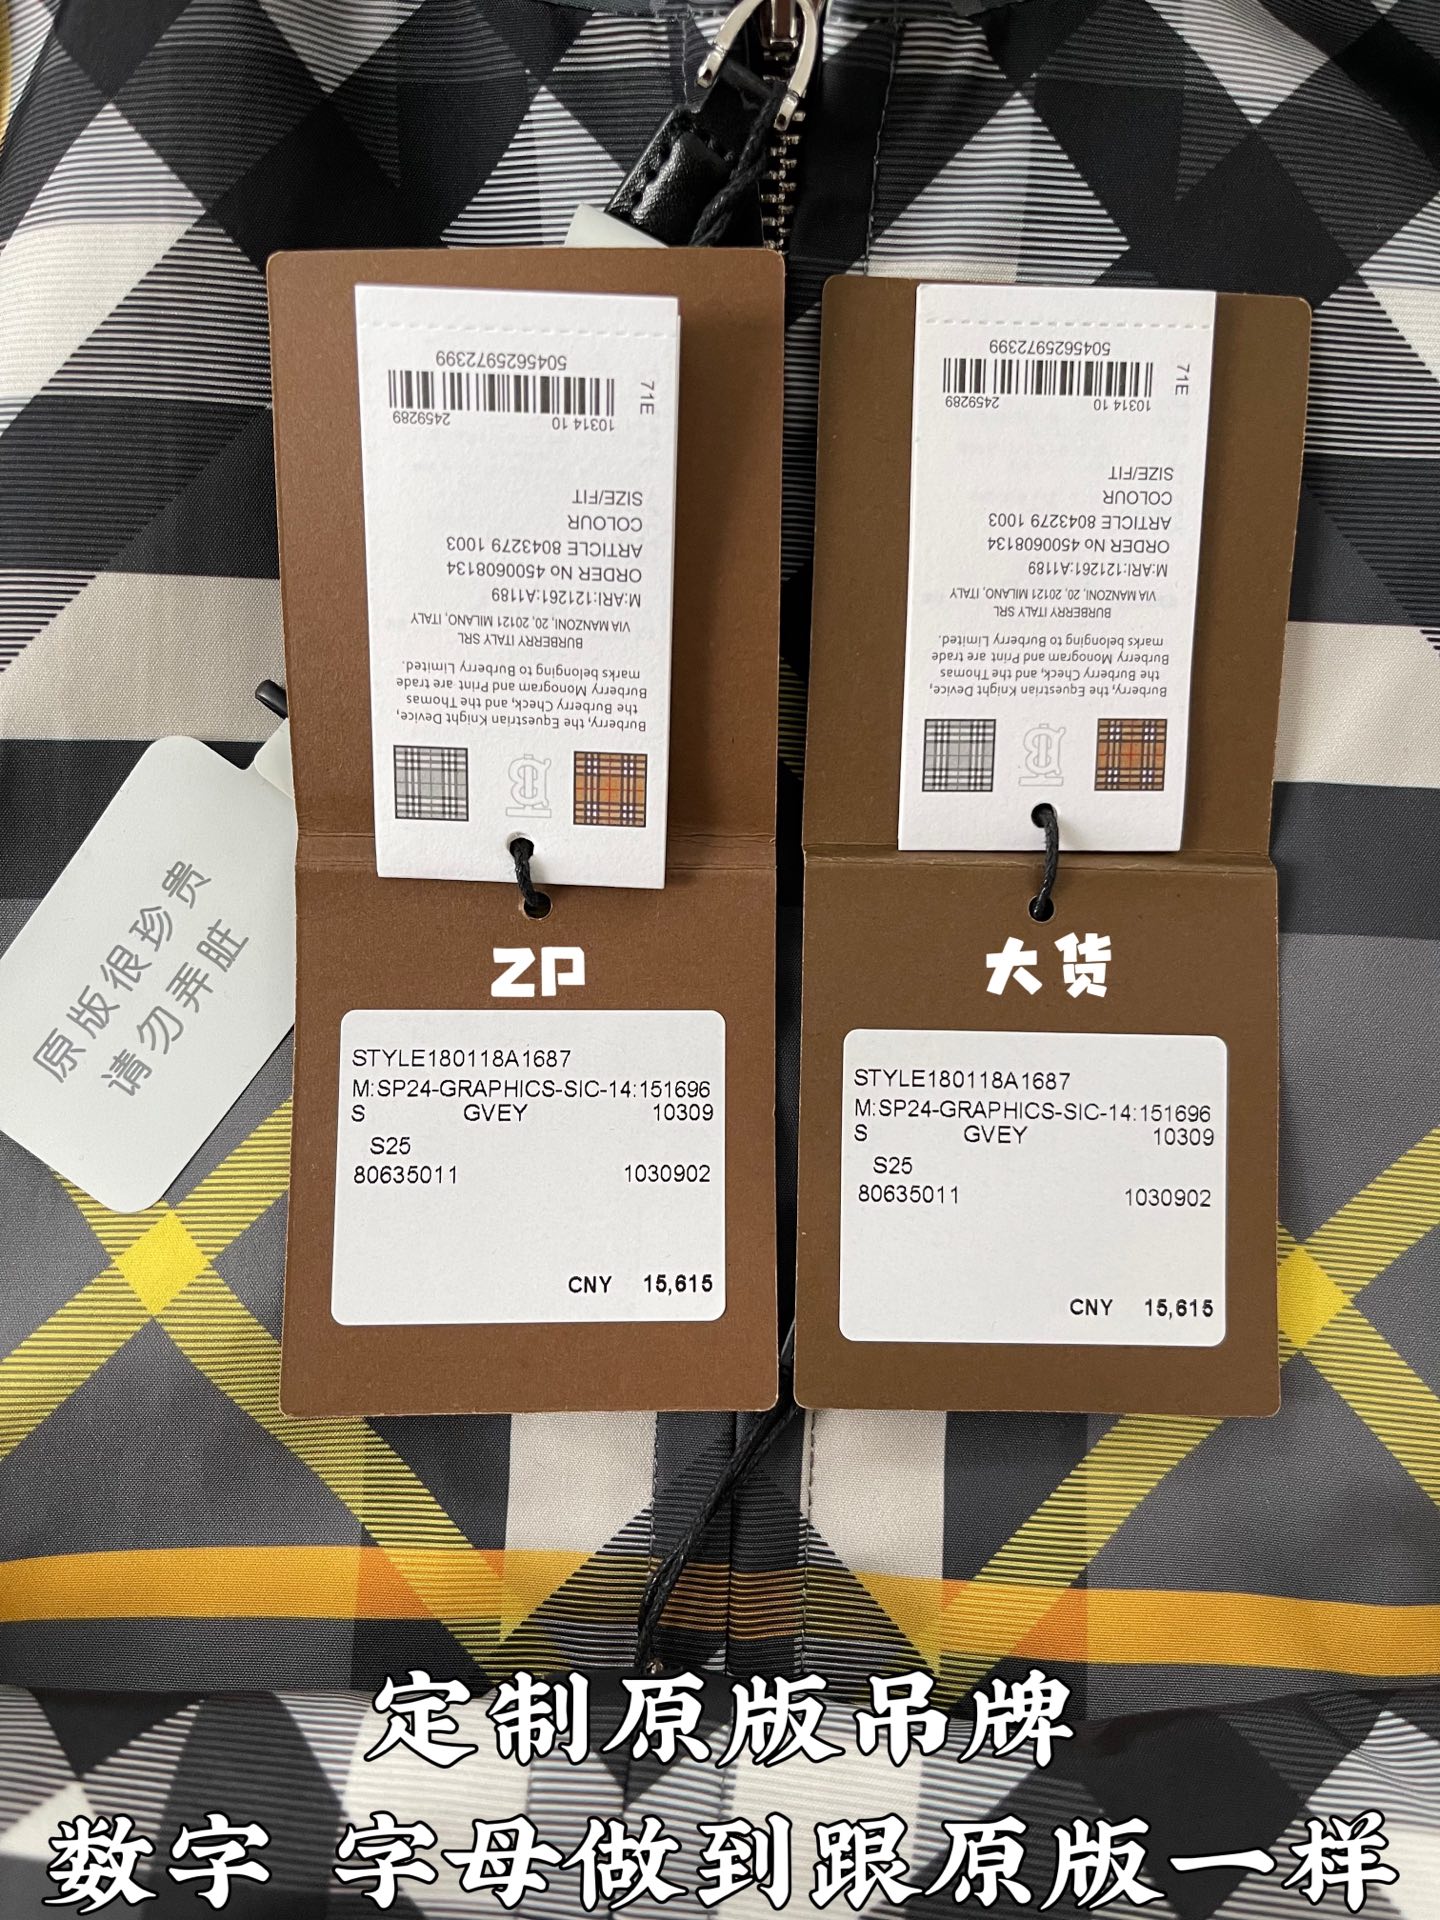 5045625972399
71E
10314 10 2459289
SIZE/FIT
COLOUR
ARTICLE 8043279 1003
ORDER No 4500608134
M:ARI:121261:A1189
VIA MANZONI, 20, 20121 MILANO, ITALY
BURBERRY ITALY SRL
marks belonging to Burberry Limited.
Burberry Monogram and Print are trade
the Burberry Check, and the Thomas
Burberry, the Equestrian Knight Device,
5045625972399
71E
10314 10 2459289
SIZE/FIT
COLOUR
ARTICLE 8043279 1003
ORDER No 4500608134
M:ARI:121261:A1189
VIA MANZONI, 20, 20121 MILANO, ITALY
BURBERRY ITALY SRL
marks belonging to Burberry Limited.
Burberry Monogram and Print are trade
the Burberry Check, and the Thomas
Burberry, the Equestrian Knight Device,
原版很珍贵
请勿弄脏
ZP
STYLE180118A1687
M:SP24-GRAPHICS-SIC-14:151696
S GVEY 10309
S25
80635011 1030902
CNY 15,615
大货
STYLE180118A1687
M:SP24-GRAPHICS-SIC-14:151696
S GVEY 10309
S25
80635011 1030902
CNY 15,615
定制原版吊牌
数字 字母做到跟原版一样